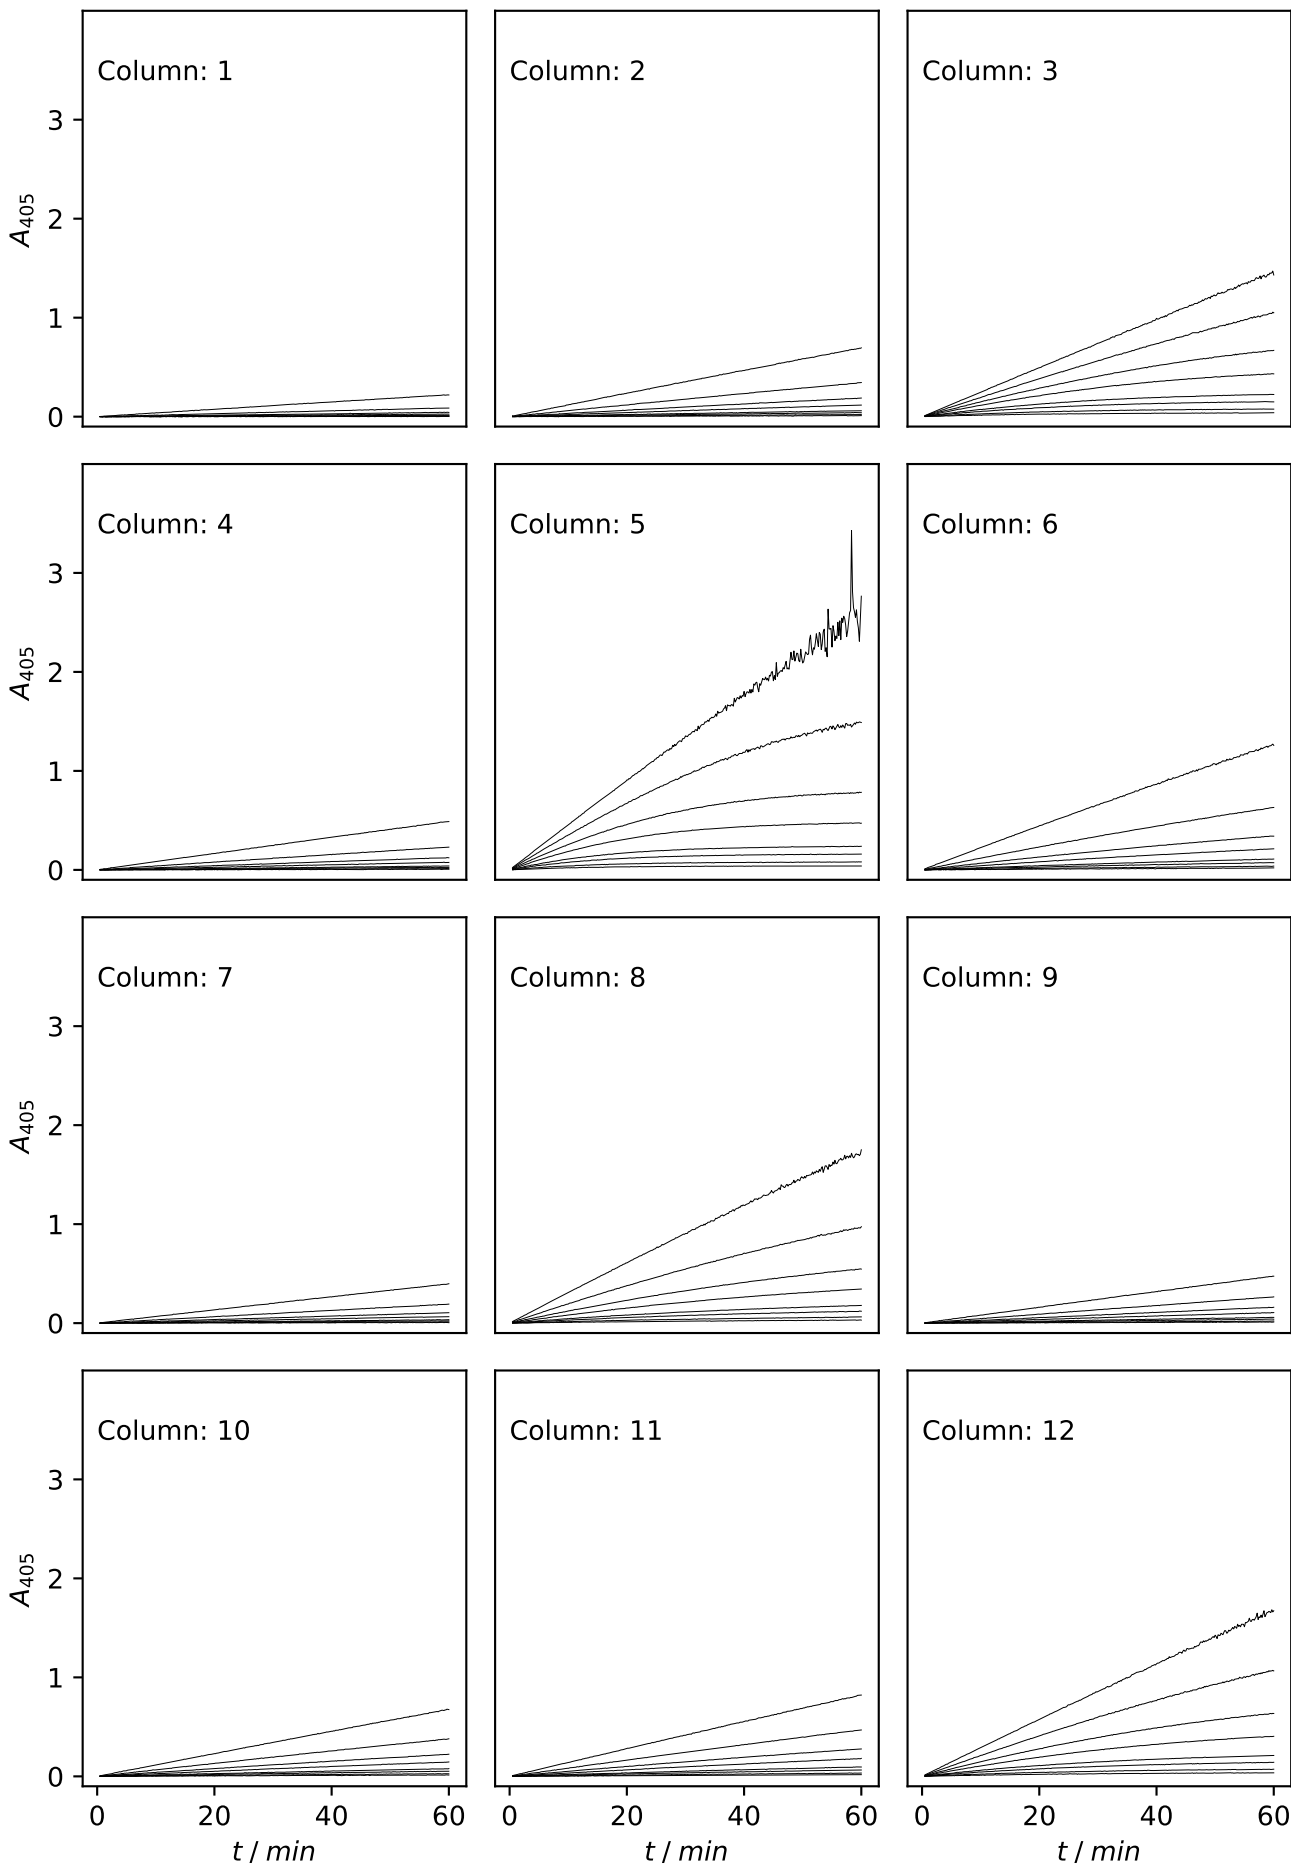 Column: 1
Column: 2
Column: 3
3
2
1
0
A405
Column: 4
Column: 5
Column: 6
3
2
1
0
A405
Column: 7
Column: 8
Column: 9
3
2
1
0
A405
Column: 10
Column: 11
Column: 12
3
2
1
0
A405
0 20 40 60 0 20 40 60 0 20 40 60
t / min t / min t / min